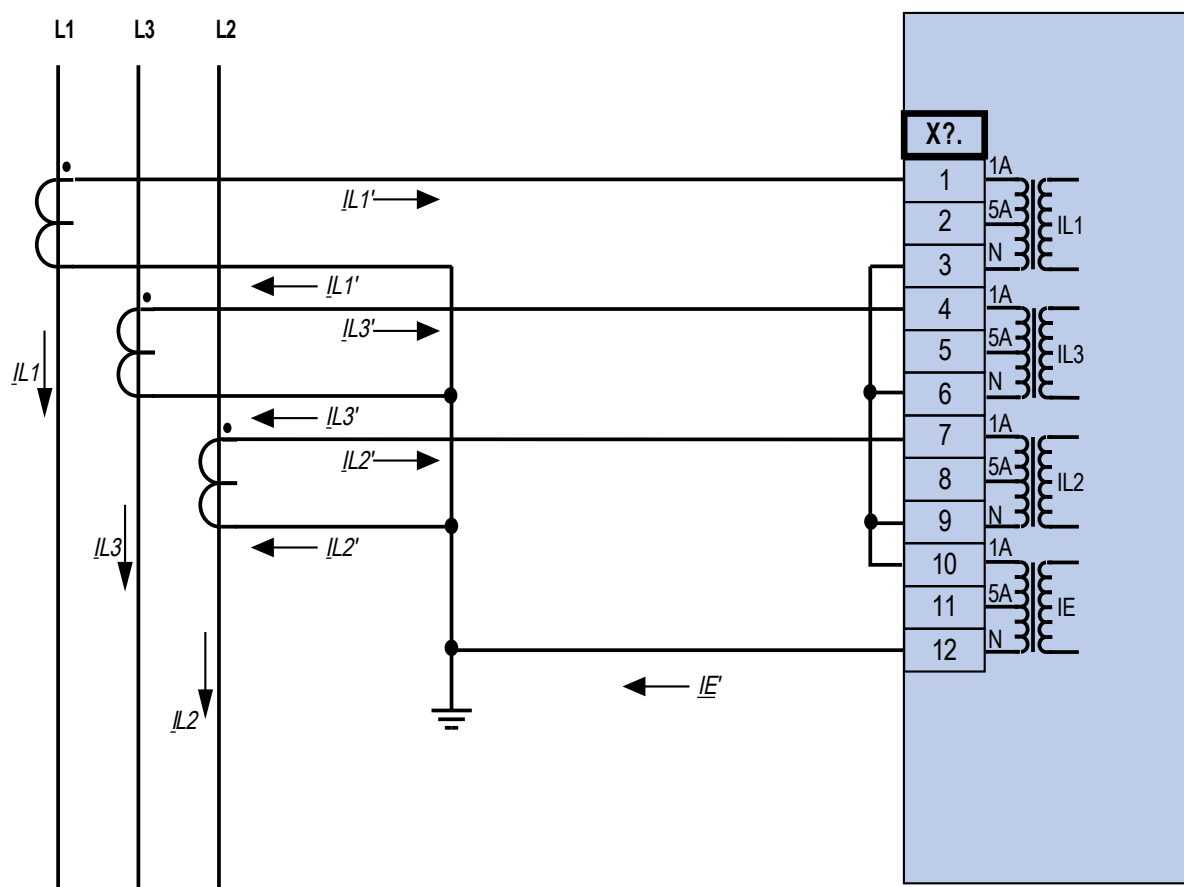 L1 L3 L2
X?.
1 1A
IL1'
2 5A IL1
3 N
IL1'
4 1A
IL3'
5 5A IL3
IL1
6 N
IL3'
7 1A
IL2'
8 5A IL2
9 N
IL3 IL2'
10 1A
11 5A IE
12 N
IE'
IL2